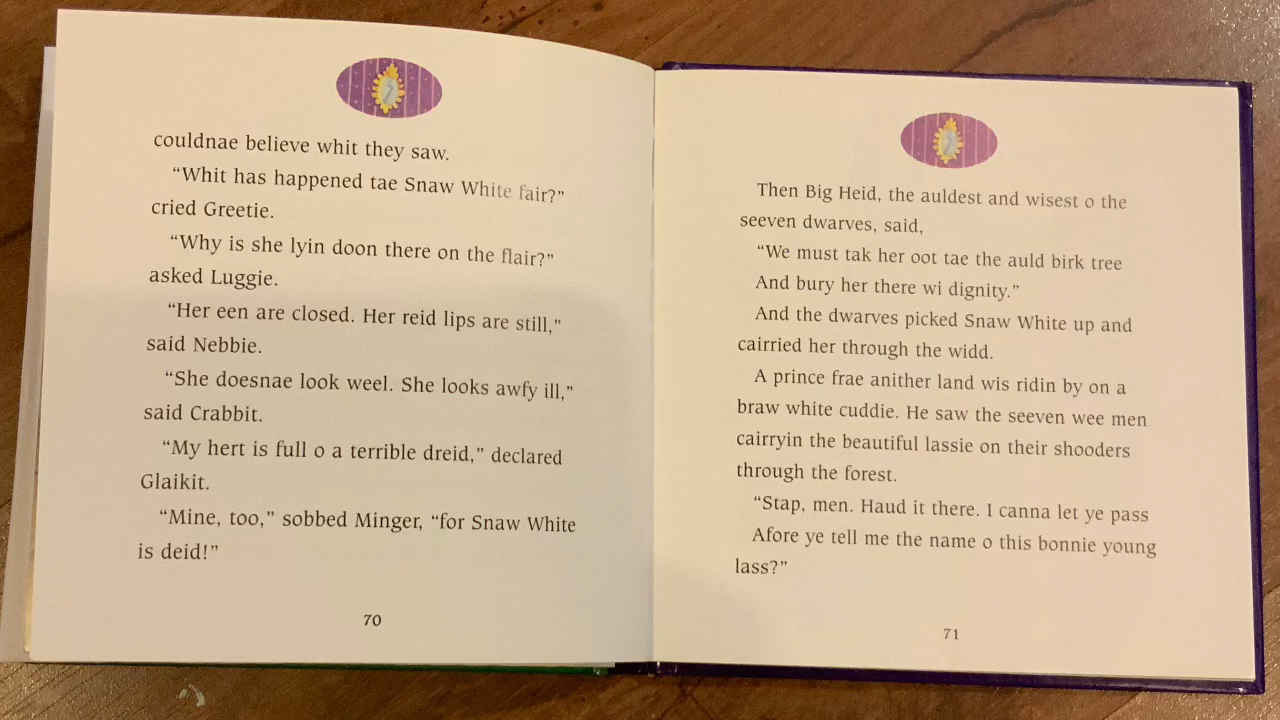 couldnae believe whit they saw.
“Whit has happened tae Snaw White fair?”
cried Greetie.
“Why is she lyin doon there on the flair?”
asked Luggie.
“Her een are closed. Her reid lips are still,”
said Nebbie.
“She doesnae look weel. She looks awfy ill,”
said Crabbit.
“My hert is full o a terrible dreid,” declared
Glaikit.
“Mine, too,” sobbed Minger, “for Snaw White
is deid!”
70
Then Big Heid, the auldest and wisest o the
seeven dwarves, said,
“We must tak her oot tae the auld birk tree
And bury her there wi dignity.”
And the dwarves picked Snaw White up and
cairried her through the widd.
A prince frae anither land wis ridin by on a
braw white cuddie. He saw the seeven wee men
cairryin the beautiful lassie on their shooders
through the forest.
“Stap, men. Haud it there. I canna let ye pass
Afore ye tell me the name o this bonnie young
lass?”
71